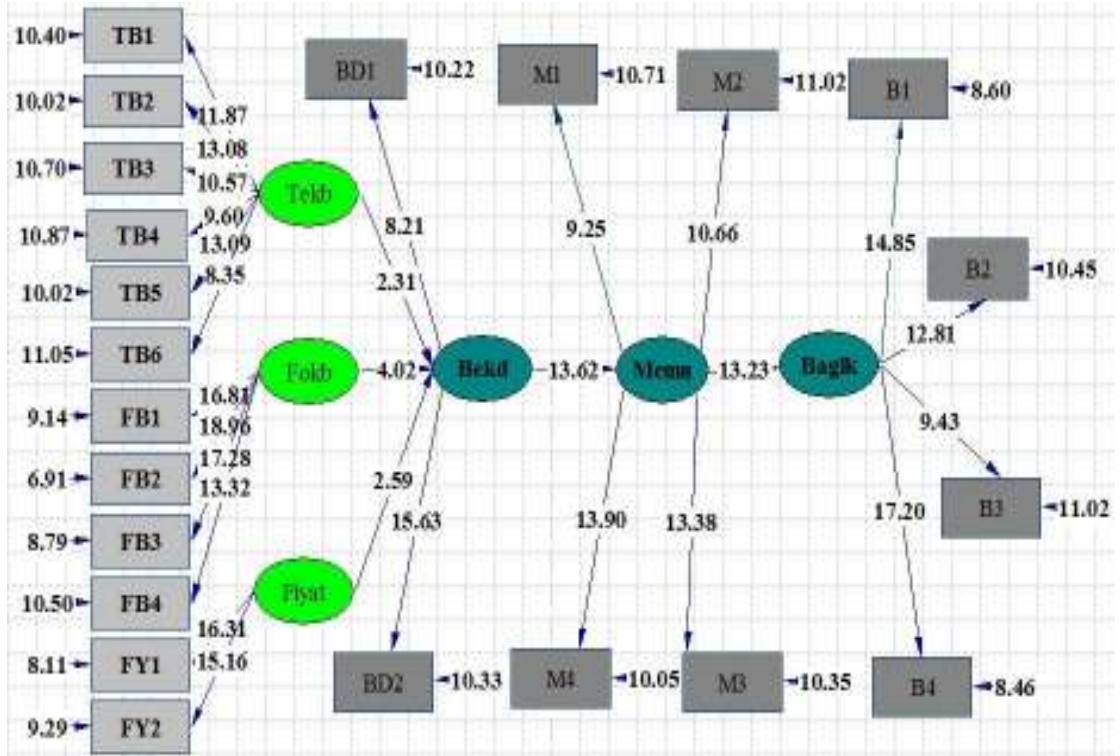 10.40 TB1
10.02 TB2
10.70 TB3
10.87 TB4
10.02 TB5
11.05 TB6
9.14 FB1
6.91 FB2
8.79 FB3
10.50 FB4
8.11 FY1
9.29 FY2
11.87
13.08
10.57
9.60
13.09
8.35
16.81
18.96
17.28
13.32
16.31
15.16
Tekb
Fokb
Fiyat
2.31
4.02
2.59
BD1 10.22
8.21
Bekd
15.63
BD2 10.33
13.62
M1 10.71
M2 11.02
9.25
10.66
Memn
13.90
13.38
M4 10.05
M3 10.35
13.23
Baglk
B1 8.60
14.85
B2 10.45
12.81
9.43
B3 11.02
17.20
B4 8.46